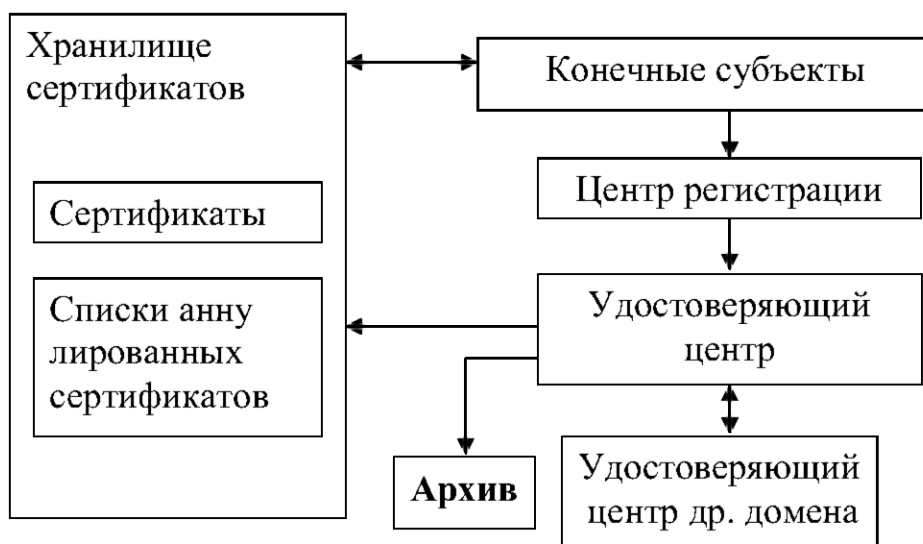 Хранилище
сертификатов
Сертификаты
Списки анну
лированных
сертификатов
Конечные субъекты
Центр регистрации
Удостоверяющий
центр
Архив
Удостоверяющий
центр др. домена